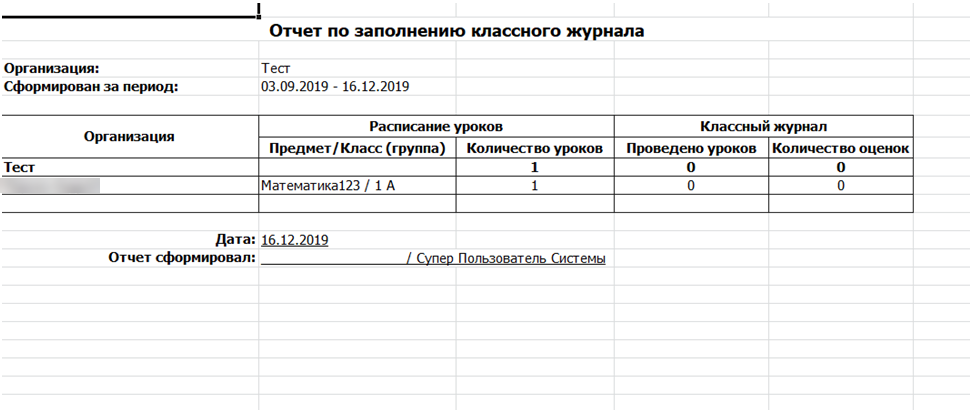 Отчет по заполнению классного журнала
Организация: Тест
Сформирован за период: 03.09.2019 - 16.12.2019
Организация Расписание уроков Классный журнал
Предмет/Класс (группа) Количество уроков Проведено уроков Количество оценок
Тест 1 0 0
Математика123 / 1 А 1 0 0
Дата: 16.12.2019
Отчет сформировал: / Супер Пользователь Системы